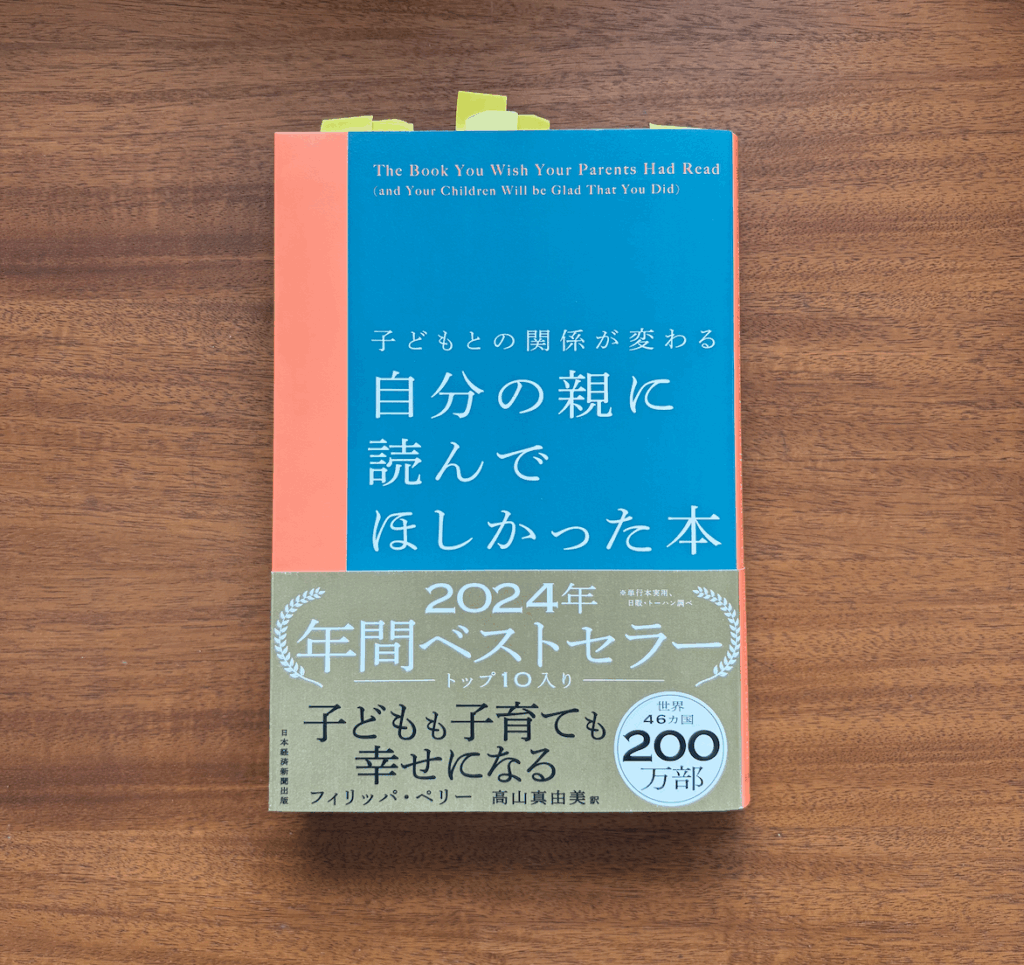 The Book You Wish Your Parents Had Read
(and Your Children Will be Glad That You Did)
子どもとの関係が変わる
自分の親に
読んで
ほしかった本
2024年
※単行本実用、
日販・トーハン調べ
年間ベストセラー
トップ10入り
子どもも子育ても
幸せになる
世界
46カ国
200
万部
フィリッパ・ペリー 高山真由美 訳
日本経済新聞出版